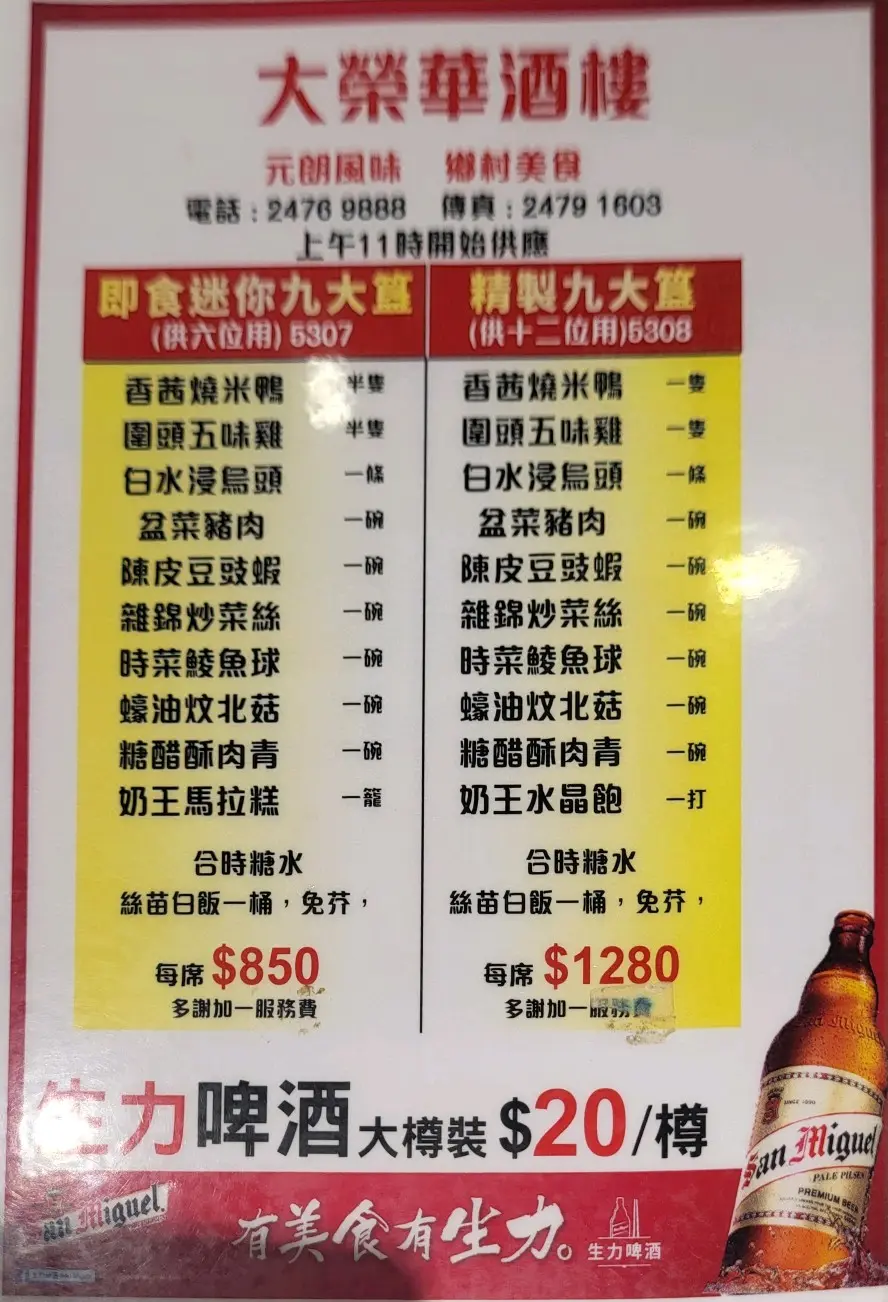 大榮華酒樓
元朗風味 鄉村美食
電話：2476 9888 傳真：2479 1603
上午11時開始供應
即食迷你九大簋
(供六位用) 5307
香茜燒米鴨 半隻
圍頭五味雞 半隻
白水浸烏頭 一條
盆菜豬肉 一碗
陳皮豆豉蝦 一碗
雜錦炒菜絲 一碗
時菜鯪魚球 一碗
蠔油炆北菇 一碗
糖醋酥肉青 一碗
奶王馬拉糕 一籠
合時糖水
絲苗白飯一桶，免芥，
每席 $850
多謝加一服務費
精製九大簋
(供十二位用)5308
香茜燒米鴨 一隻
圍頭五味雞 一隻
白水浸烏頭 一條
盆菜豬肉 一碗
陳皮豆豉蝦 一碗
雜錦炒菜絲 一碗
時菜鯪魚球 一碗
蠔油炆北菇 一碗
糖醋酥肉青 一碗
奶王水晶飽 一打
合時糖水
絲苗白飯一桶，免芥，
每席 $1280
多謝加一服務費
生力啤酒大樽裝 $20/樽
San Miguel
PALE PILSEN
PREMIUM BEER
San Miguel
有美食有生力。
生力啤酒